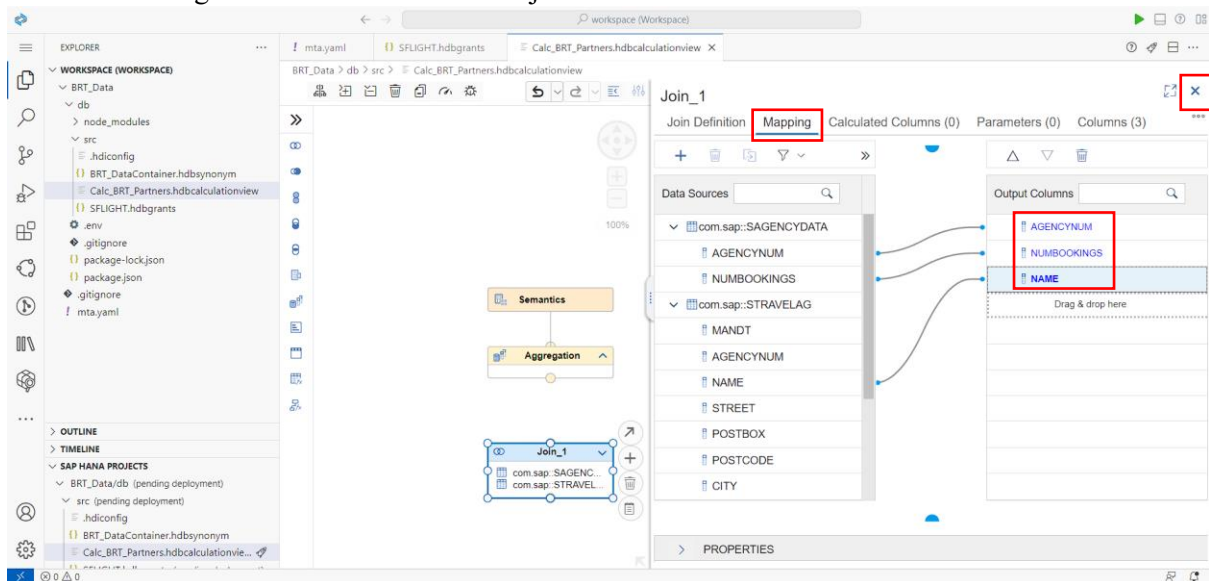 workspace (Workspace)
EXPLORER
mta.yaml
SFLIGHT.hdbgrants
Calc_BRT_Partners.hdbcalculationview
WORKSPACE (WORKSPACE)
BRT_Data
db
node_modules
src
.hdiconfig
BRT_DataContainer.hdbsynonym
Calc_BRT_Partners.hdbcalculationview
SFLIGHT.hdbgrants
.env
.gitignore
package-lock.json
package.json
.gitignore
mta.yaml
OUTLINE
TIMELINE
SAP HANA PROJECTS
BRT_Data/db (pending deployment)
src (pending deployment)
.hdiconfig
BRT_DataContainer.hdbsynonym
Calc_BRT_Partners.hdbcalculationvie...
0 0
BRT_Data > db > src > Calc_BRT_Partners.hdbcalculationview
100%
Semantics
Aggregation
Join_1
com.sap::SAGENC...
com.sap::STRAVEL...
Join_1
Join Definition Mapping Calculated Columns (0) Parameters (0) Columns (3)
Data Sources
com.sap::SAGENCYDATA
AGENCYNUM
NUMBOOKINGS
com.sap::STRAVELAG
MANDT
AGENCYNUM
NAME
STREET
POSTBOX
POSTCODE
CITY
Output Columns
AGENCYNUM
NUMBOOKINGS
NAME
Drag & drop here
PROPERTIES